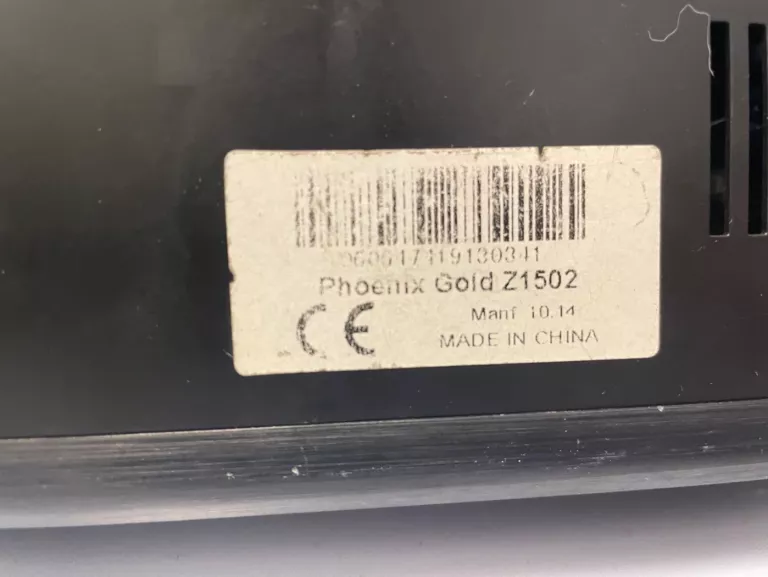 Phoenix Gold Z1502
Manf 10.14
CE
MADE IN CHINA